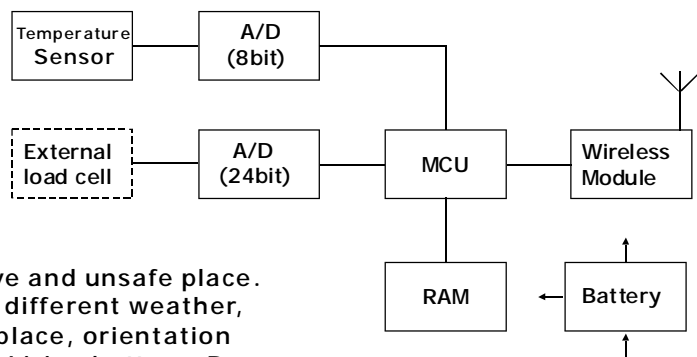 Temperature
Sensor
A/D
(8bit)
External
load cell
A/D
(24bit)
MCU
Wireless
Module
RAM
Battery
ve and unsafe place.
different weather,
place, orientation